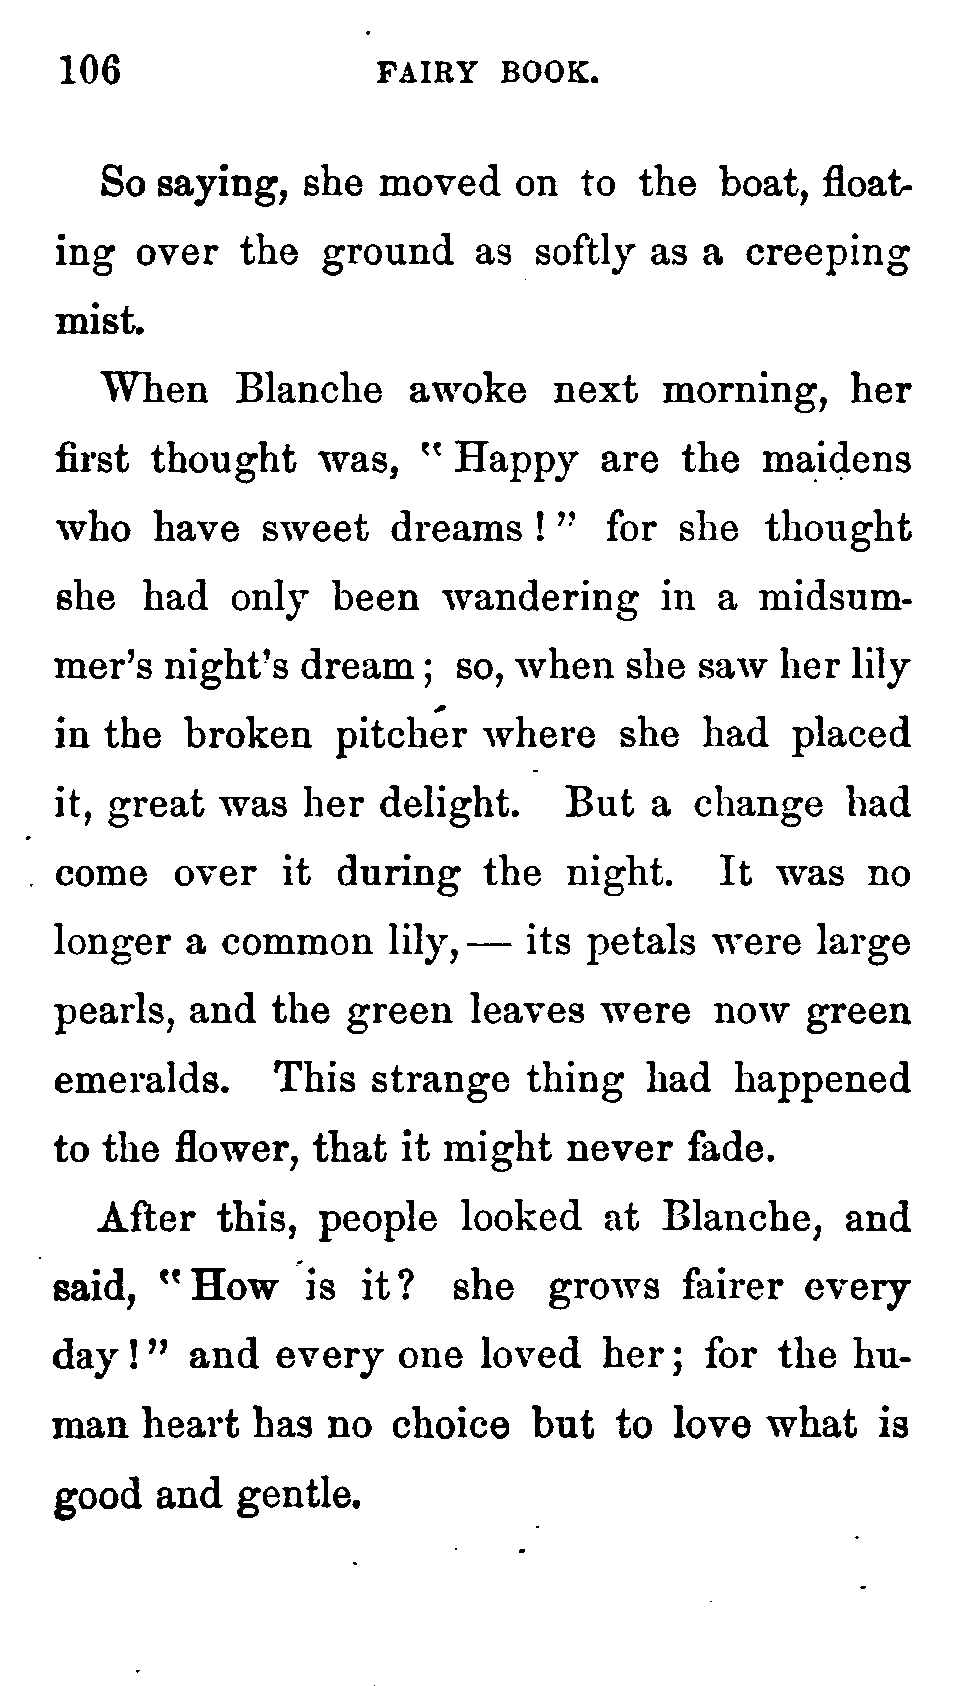 106 FAIRY BOOK.
So saying, she moved on to the boat, float-
ing over the ground as softly as a creeping
mist.
When Blanche awoke next morning, her
first thought was, "Happy are the maidens
who have sweet dreams!" for she thought
she had only been wandering in a midsum-
mer's night's dream; so, when she saw her lily
in the broken pitcher where she had placed
it, great was her delight. But a change had
come over it during the night. It was no
longer a common lily,— its petals were large
pearls, and the green leaves were now green
emeralds. This strange thing had happened
to the flower, that it might never fade.
After this, people looked at Blanche, and
said, "How is it? she grows fairer every
day!" and every one loved her; for the hu-
man heart has no choice but to love what is
good and gentle.